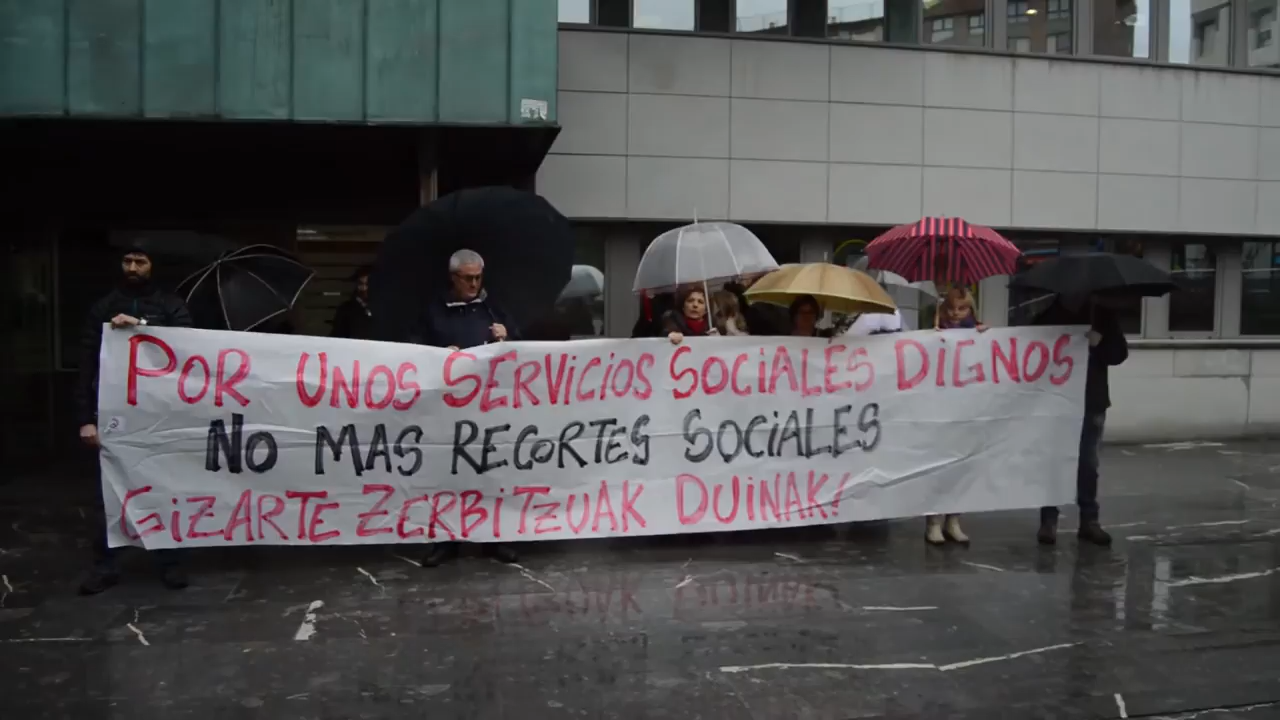 POR UNOS SERVICIOS SOCIALES DIGNOS
NO MAS RECORTES SOCIALES
GIZARTE ZERBITZUAK DUINAK!